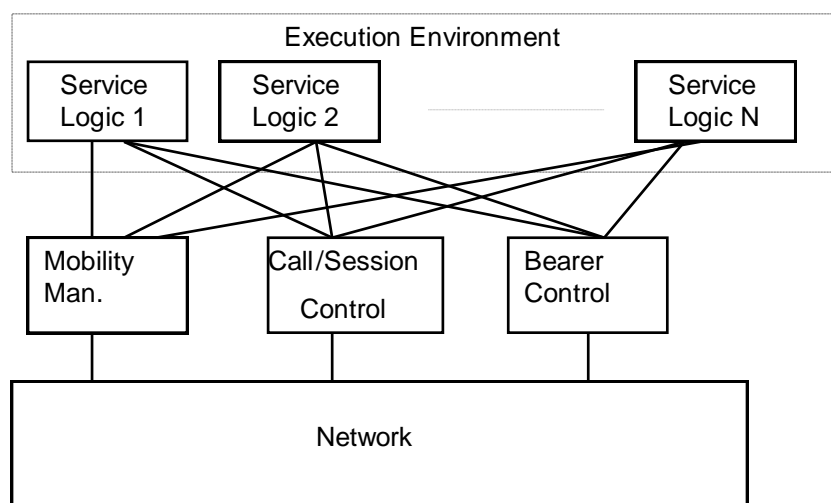 Execution Environment
Service
Logic 1
Service
Logic 2
Service
Logic N
Mobility
Man.
Call/Session
Control
Bearer
Control
Network